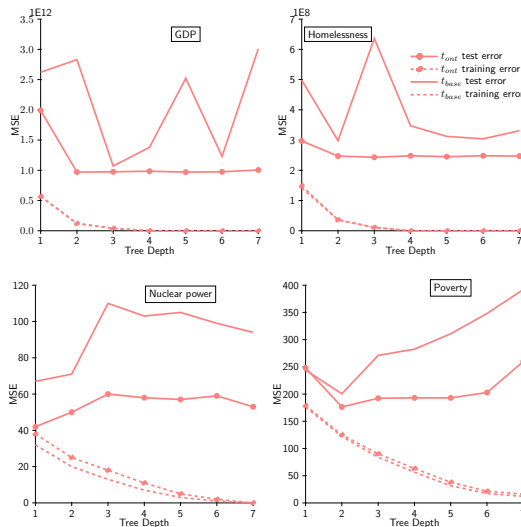 1E12
GDP
3.5
3.0
2.5
2.0
1.5
1.0
0.5
0.0
MSE
1 2 3 4 5 6 7
Tree Depth
1E8
Homelessness
7
6
5
4
3
2
1
0
MSE
t_ont test error
t_ont training error
t_base test error
t_base training error
1 2 3 4 5 6 7
Tree Depth
Nuclear power
120
100
80
60
40
20
0
MSE
1 2 3 4 5 6 7
Tree Depth
Poverty
400
350
300
250
200
150
100
50
0
MSE
1 2 3 4 5 6 7
Tree Depth